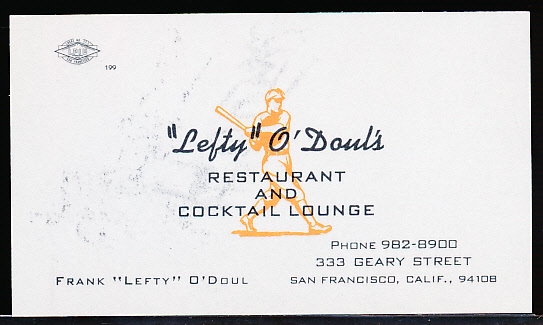 199
"Lefty" O'Doul's
RESTAURANT
AND
COCKTAIL LOUNGE
PHONE 982-8900
333 GEARY STREET
FRANK "LEFTY" O'DOUL
SAN FRANCISCO, CALIF., 94108